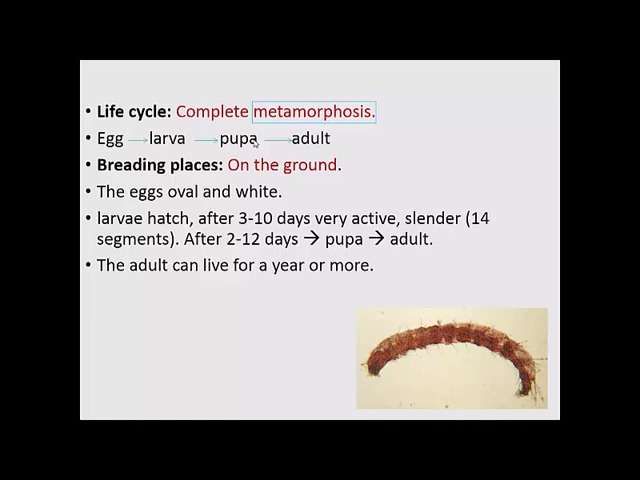 • Life cycle: Complete metamorphosis.
• Egg → larva → pupa → adult
• Breading places: On the ground.
• The eggs oval and white.
• larvae hatch, after 3-10 days very active, slender (14
segments). After 2-12 days → pupa → adult.
• The adult can live for a year or more.